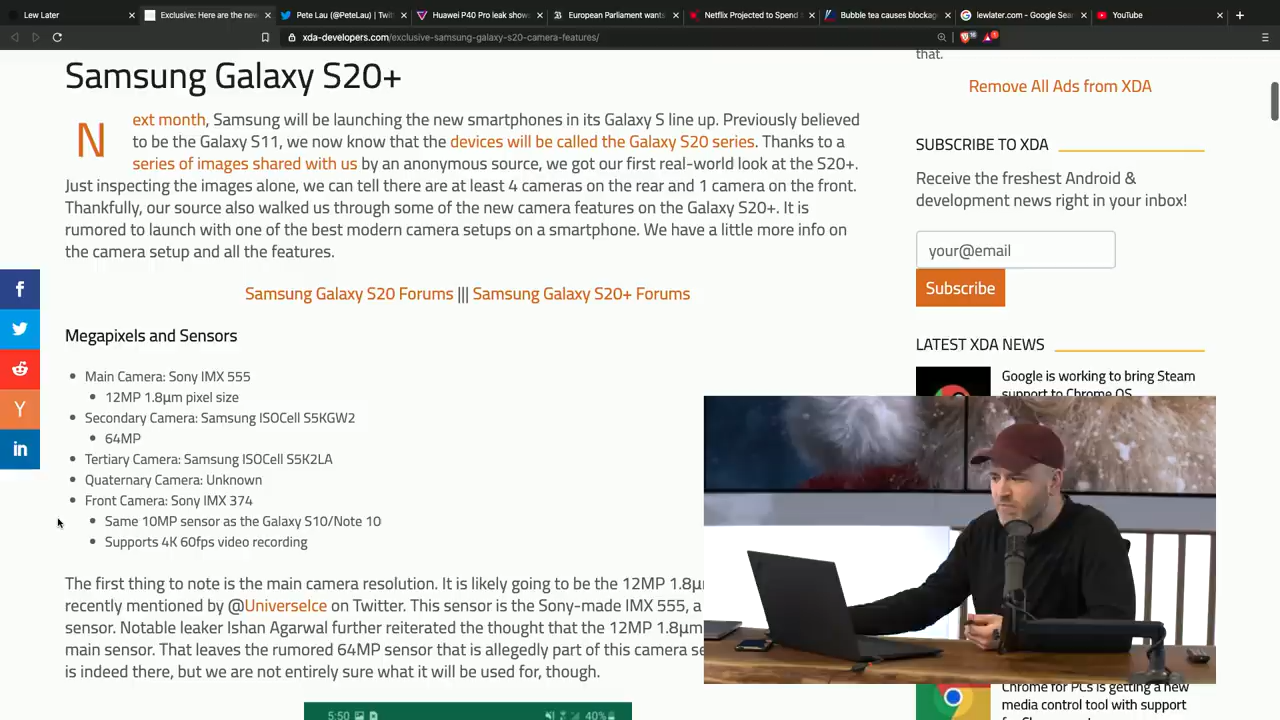 Lew Later
Exclusive: Here are the new
Pete Lau (@PeteLau) | Twi
Huawei P40 Pro leak show
European Parliament wants
Netflix Projected to Spend
Bubble tea causes blockag
lewlater.com - Google Sear
YouTube
xda-developers.com/exclusive-samsung-galaxy-s20-camera-features/
that.
Remove All Ads from XDA
Samsung Galaxy S20+
Next month, Samsung will be launching the new smartphones in its Galaxy S line up. Previously believed
to be the Galaxy S11, we now know that the devices will be called the Galaxy S20 series. Thanks to a
series of images shared with us by an anonymous source, we got our first real-world look at the S20+.
Just inspecting the images alone, we can tell there are at least 4 cameras on the rear and 1 camera on the front.
Thankfully, our source also walked us through some of the new camera features on the Galaxy S20+. It is
rumored to launch with one of the best modern camera setups on a smartphone. We have a little more info on
the camera setup and all the features.
Samsung Galaxy S20 Forums ||| Samsung Galaxy S20+ Forums
Megapixels and Sensors
Main Camera: Sony IMX 555
12MP 1.8µm pixel size
Secondary Camera: Samsung ISOCell S5KGW2
64MP
Tertiary Camera: Samsung ISOCell S5K2LA
Quaternary Camera: Unknown
Front Camera: Sony IMX 374
Same 10MP sensor as the Galaxy S10/Note 10
Supports 4K 60fps video recording
The first thing to note is the main camera resolution. It is likely going to be the 12MP 1.8µ
recently mentioned by @UniverseIce on Twitter. This sensor is the Sony-made IMX 555, a
sensor. Notable leaker Ishan Agarwal further reiterated the thought that the 12MP 1.8µm
main sensor. That leaves the rumored 64MP sensor that is allegedly part of this camera se
is indeed there, but we are not entirely sure what it will be used for, though.
5:50
40%
SUBSCRIBE TO XDA
Receive the freshest Android &
development news right in your inbox!
your@email
Subscribe
LATEST XDA NEWS
Google is working to bring Steam
support to Chrome OS
Chrome for PCs is getting a new
media control tool with support